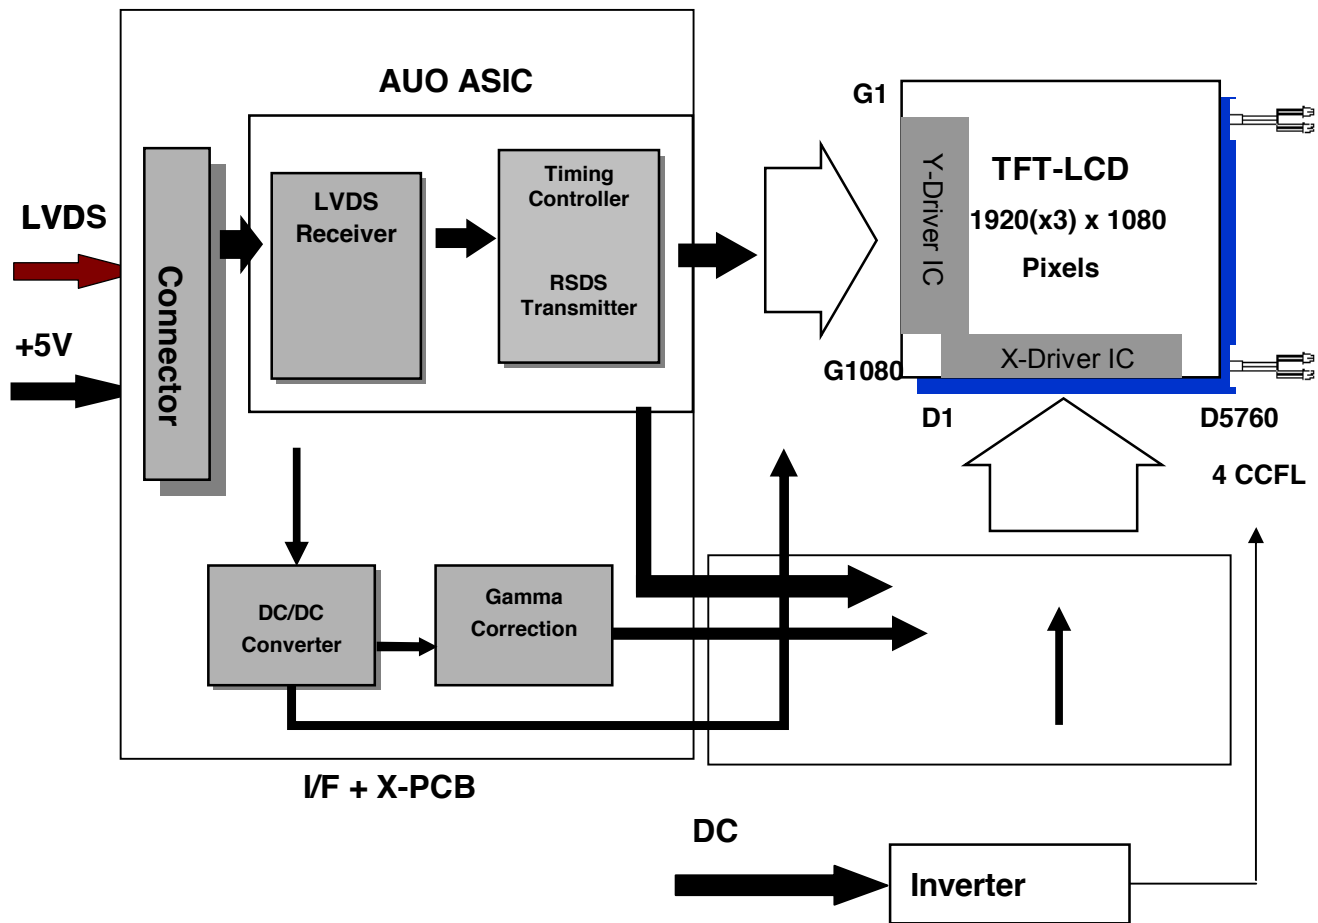 AUO ASIC
G1
LVDS
+5V
Connector
LVDS
Receiver
Timing
Controller
RSDS
Transmitter
Y-Driver IC
TFT-LCD
1920(x3) x 1080
Pixels
X-Driver IC
G1080
D1
D5760
4 CCFL
DC/DC
Converter
Gamma
Correction
I/F + X-PCB
DC
Inverter